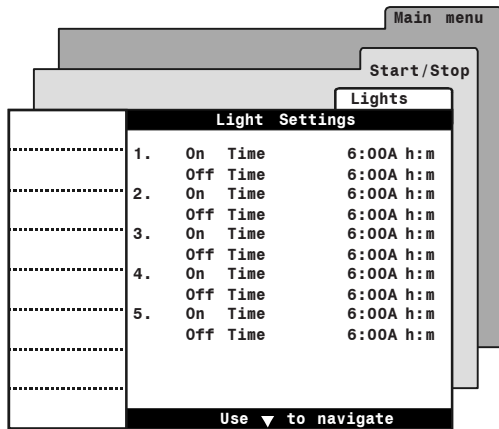 Main menu
Start/Stop
Lights
Light Settings
1. On Time 6:00A h:m
Off Time 6:00A h:m
2. On Time 6:00A h:m
Off Time 6:00A h:m
3. On Time 6:00A h:m
Off Time 6:00A h:m
4. On Time 6:00A h:m
Off Time 6:00A h:m
5. On Time 6:00A h:m
Off Time 6:00A h:m
Use ▼ to navigate